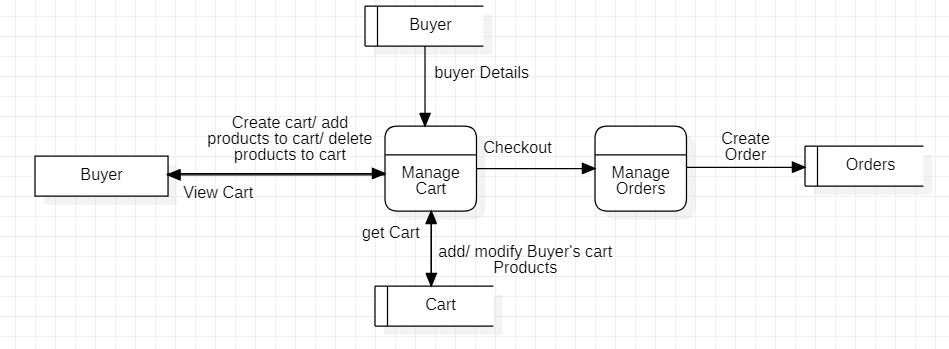 Buyer
buyer Details
Create cart/ add
products to cart/ delete
products to cart
Buyer
View Cart
Manage
Cart
Checkout
Manage
Orders
Create
Order
Orders
get Cart
add/ modify Buyer's cart
Products
Cart